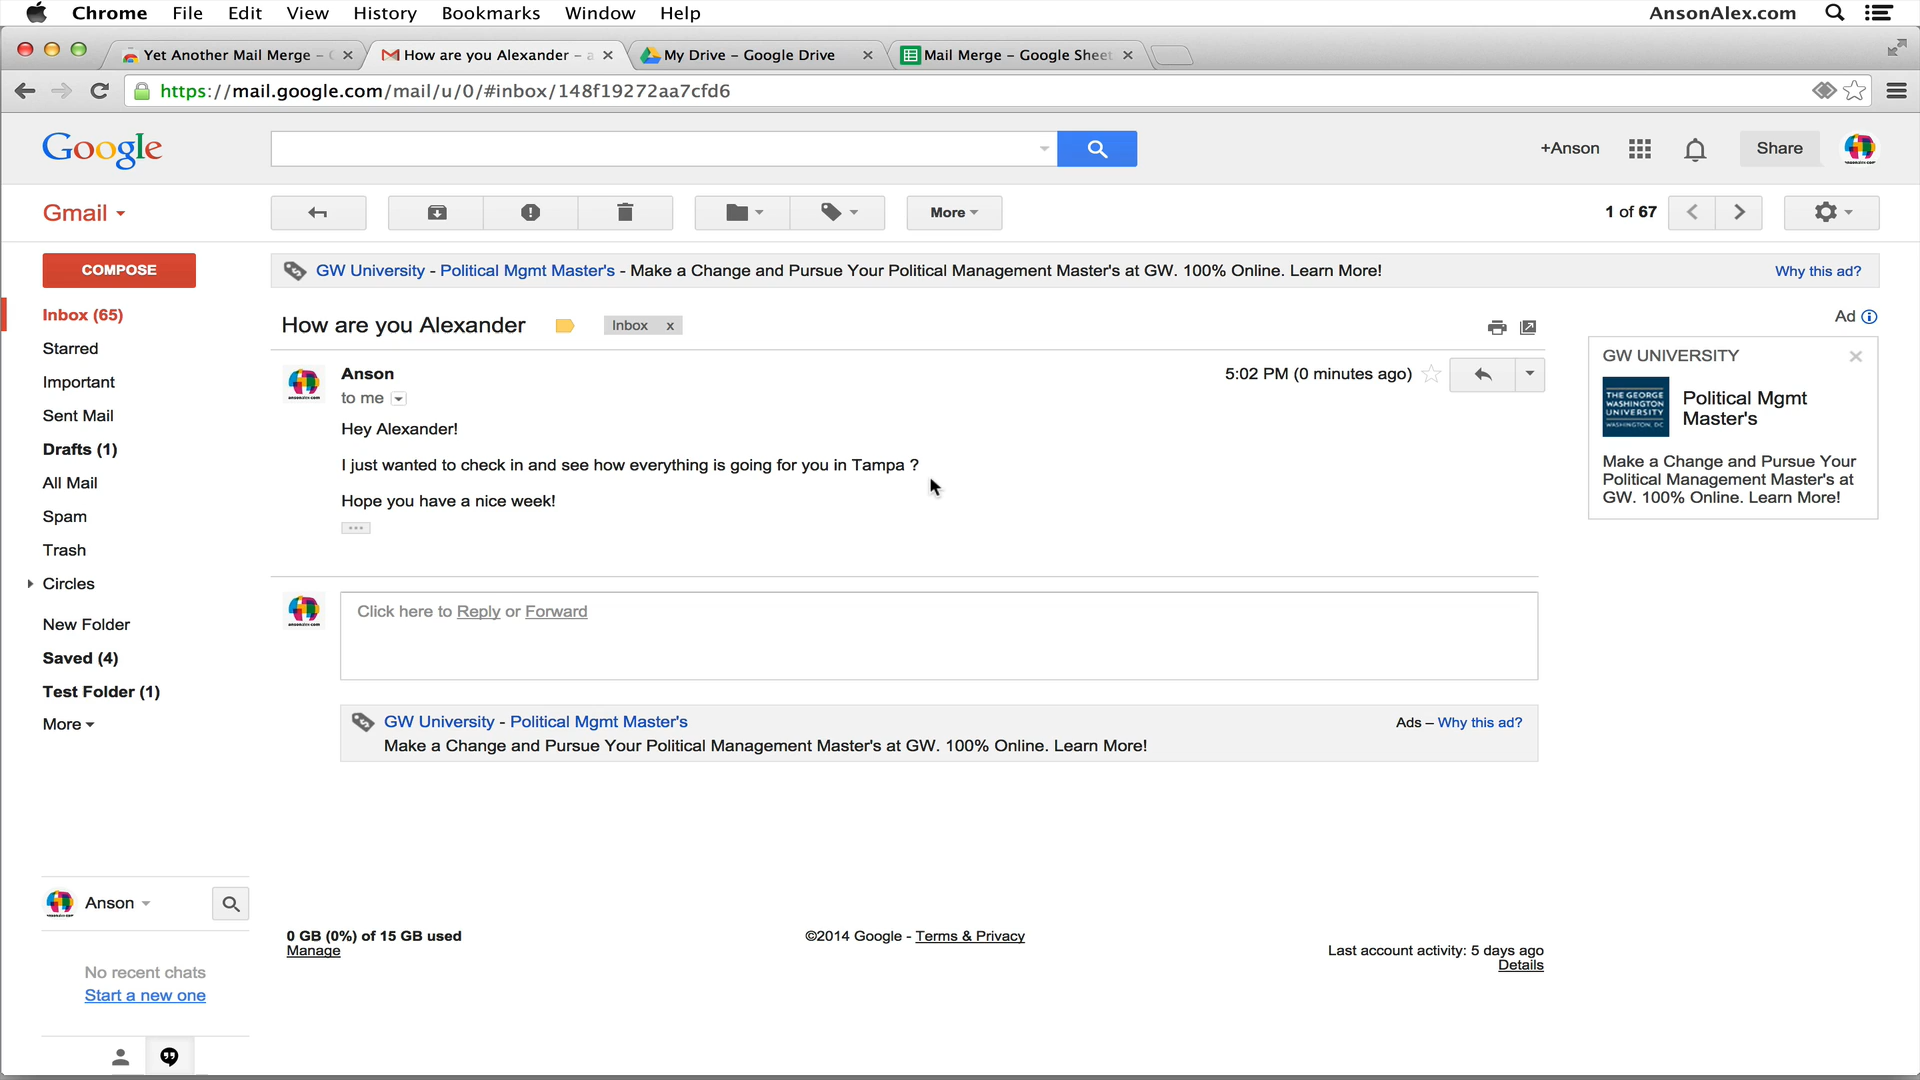 Chrome File Edit View History Bookmarks Window Help AnsonAlex.com
Yet Another Mail Merge – How are you Alexander – My Drive – Google Drive Mail Merge – Google Sheet
https://mail.google.com/mail/u/0/#inbox/148f19272aa7cfd6
Google +Anson Share
Gmail More 1 of 67
COMPOSE
GW University - Political Mgmt Master's - Make a Change and Pursue Your Political Management Master's at GW. 100% Online. Learn More! Why this ad?
Inbox (65)
Starred
Important
Sent Mail
Drafts (1)
All Mail
Spam
Trash
Circles
New Folder
Saved (4)
Test Folder (1)
More
How are you Alexander Inbox x
Anson 5:02 PM (0 minutes ago)
to me
Hey Alexander!
I just wanted to check in and see how everything is going for you in Tampa ?
Hope you have a nice week!
Click here to Reply or Forward
GW University - Political Mgmt Master's Ads – Why this ad?
Make a Change and Pursue Your Political Management Master's at GW. 100% Online. Learn More!
Ad
GW UNIVERSITY
THE GEORGE
WASHINGTON
UNIVERSITY
WASHINGTON, DC
Political Mgmt
Master's
Make a Change and Pursue Your
Political Management Master's at
GW. 100% Online. Learn More!
Anson
No recent chats
Start a new one
0 GB (0%) of 15 GB used
Manage
©2014 Google - Terms & Privacy
Last account activity: 5 days ago
Details